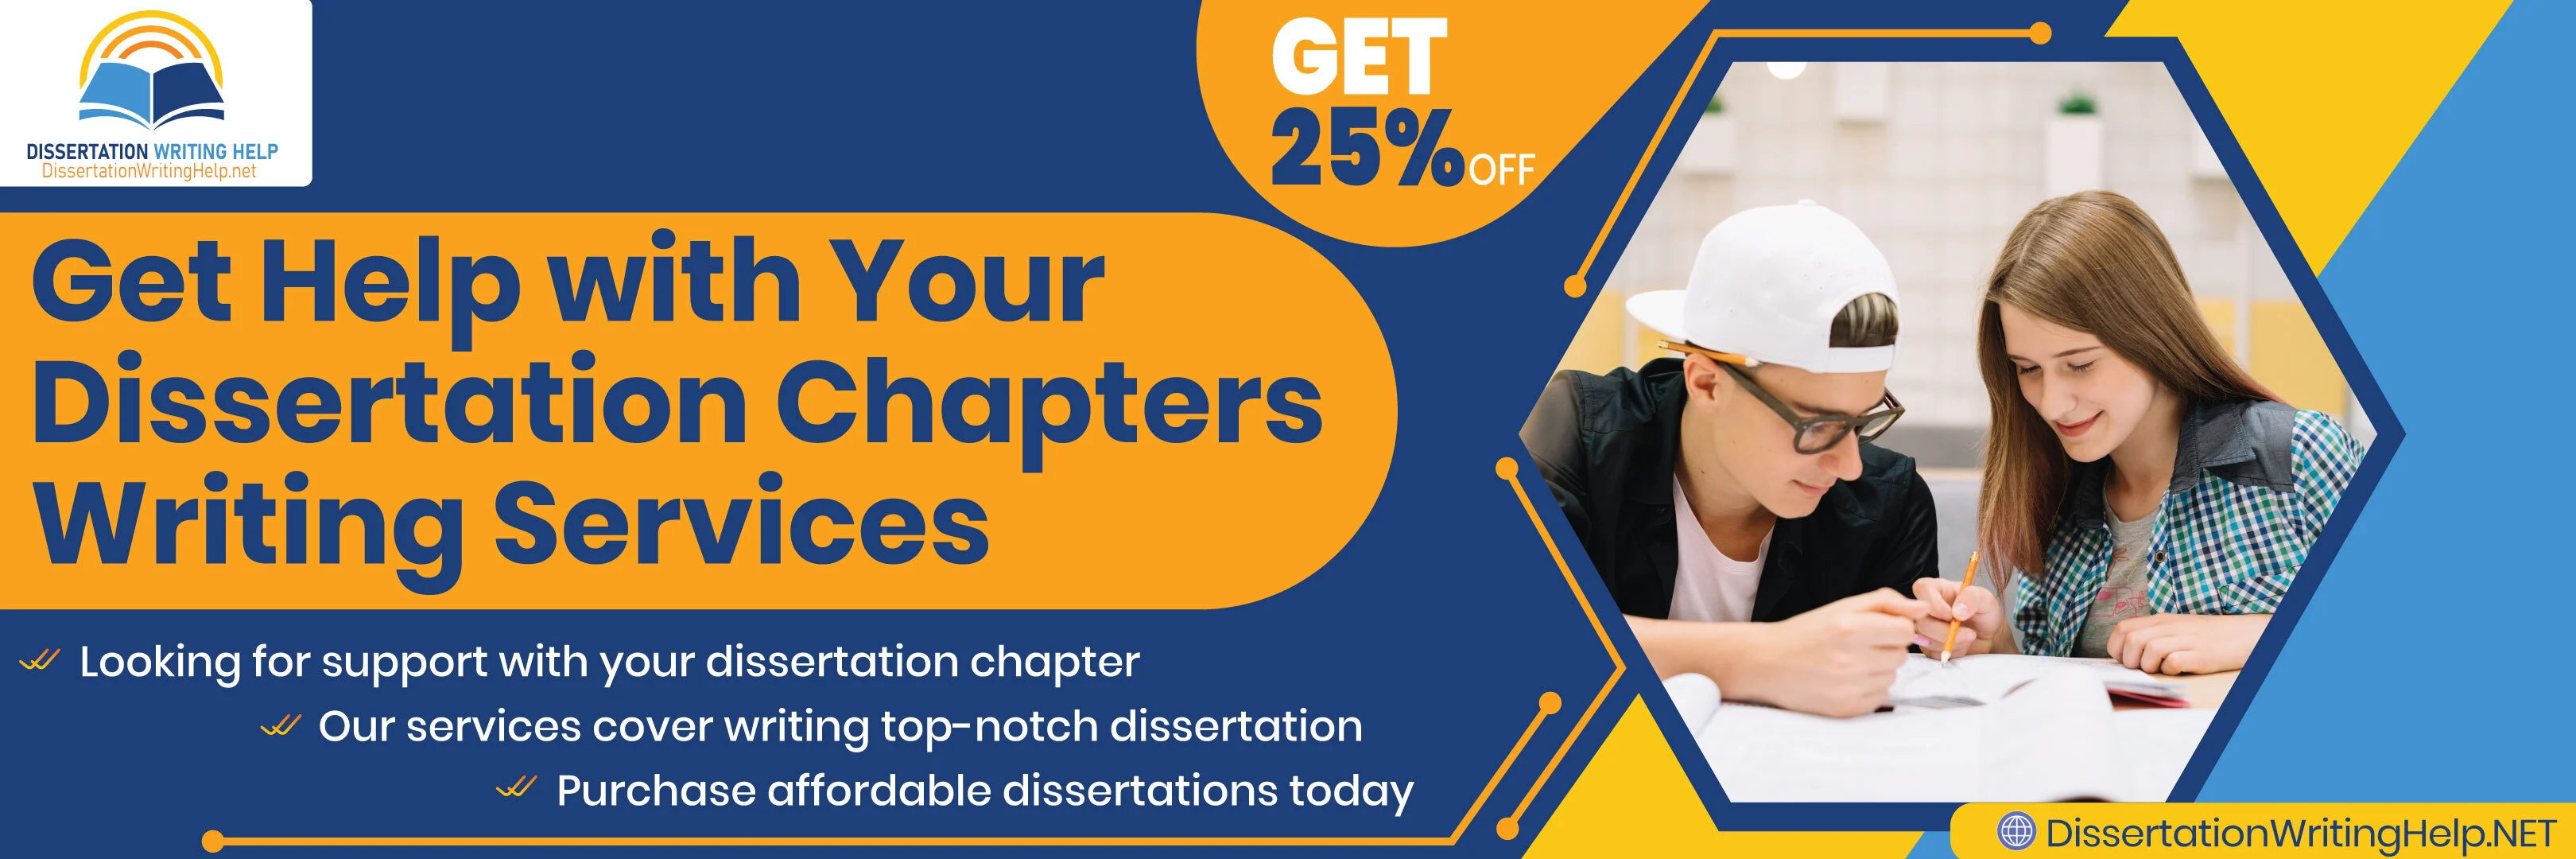 DISSERTATION WRITING HELP
DissertationWritingHelp.net
GET
25% OFF
Get Help with Your
Dissertation Chapters
Writing Services
Looking for support with your dissertation chapter
Our services cover writing top-notch dissertation
Purchase affordable dissertations today
DissertationWritingHelp.NET